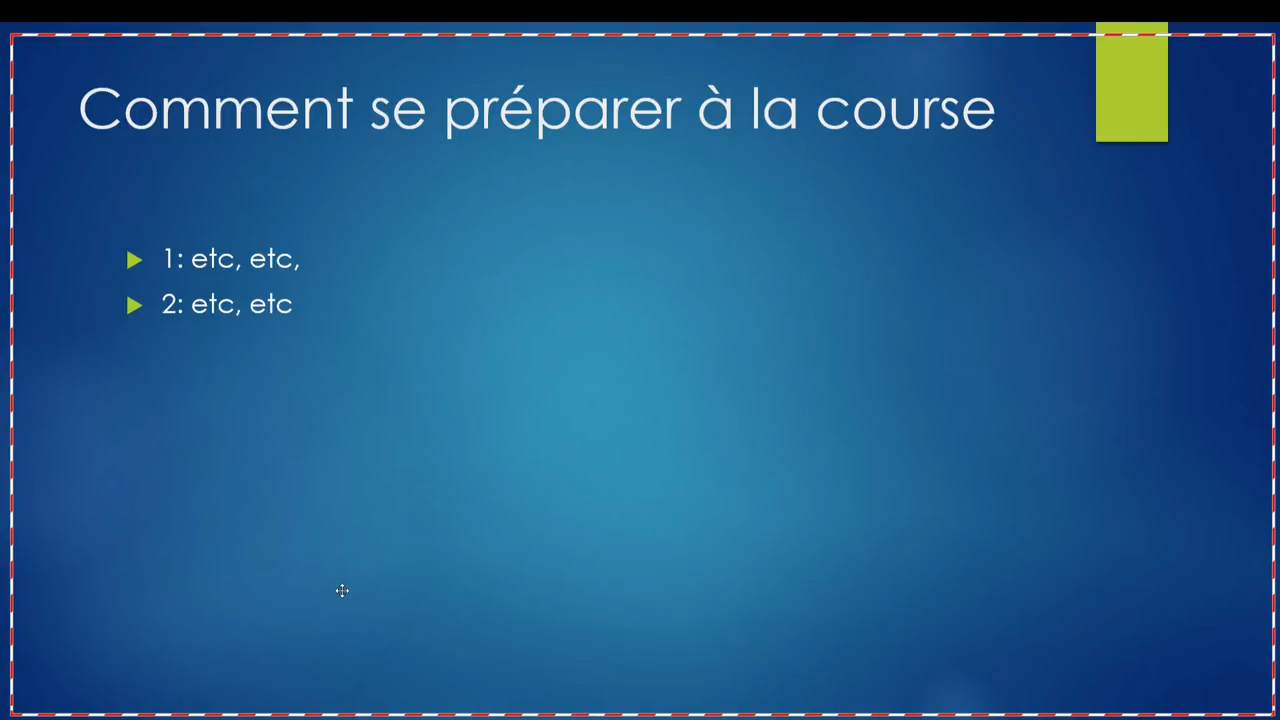 Comment se préparer à la course
1: etc, etc,
2: etc, etc